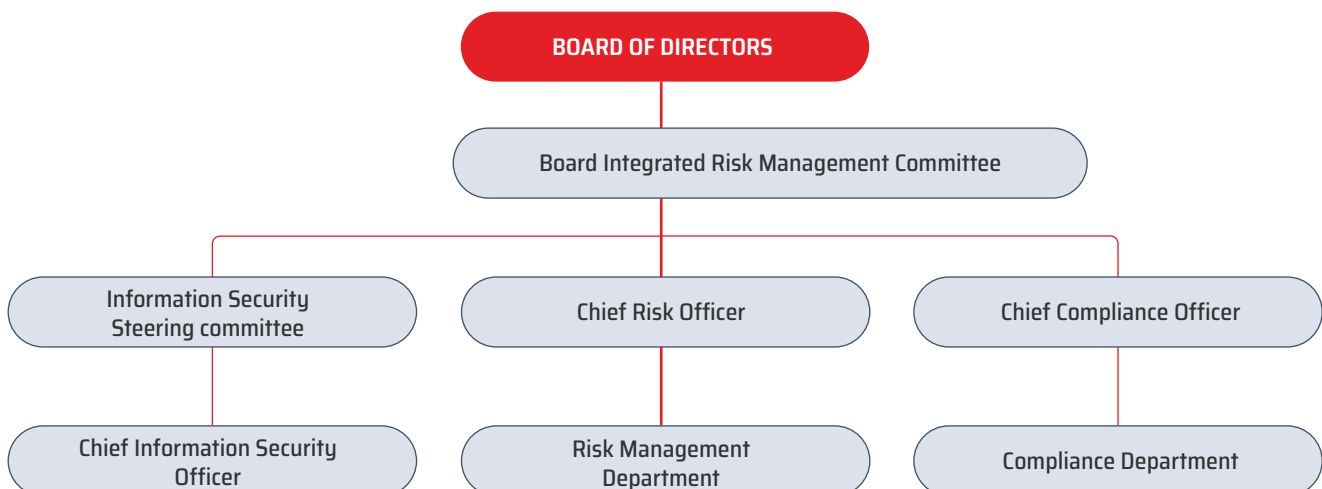 BOARD OF DIRECTORS
Board Integrated Risk Management Committee
Information Security
Steering committee
Chief Risk Officer
Chief Compliance Officer
Chief Information Security
Officer
Risk Management
Department
Compliance Department